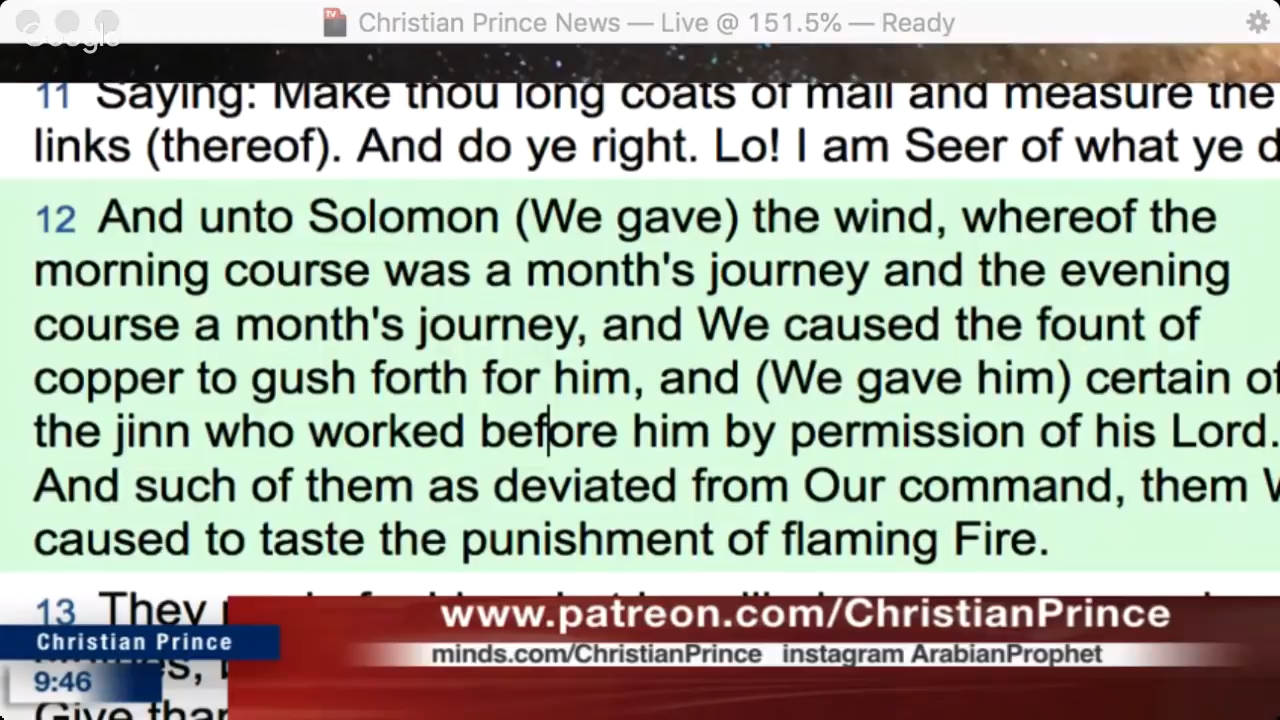 Christian Prince News — Live @ 151.5% — Ready
Google
11 Saying: Make thou long coats of mail and measure the
links (thereof). And do ye right. Lo! I am Seer of what ye d
12 And unto Solomon (We gave) the wind, whereof the
morning course was a month's journey and the evening
course a month's journey, and We caused the fount of
copper to gush forth for him, and (We gave him) certain of
the jinn who worked before him by permission of his Lord.
And such of them as deviated from Our command, them W
caused to taste the punishment of flaming Fire.
13 They
www.patreon.com/ChristianPrince
Christian Prince
minds.com/ChristianPrince instagram ArabianProphet
9:46
Give